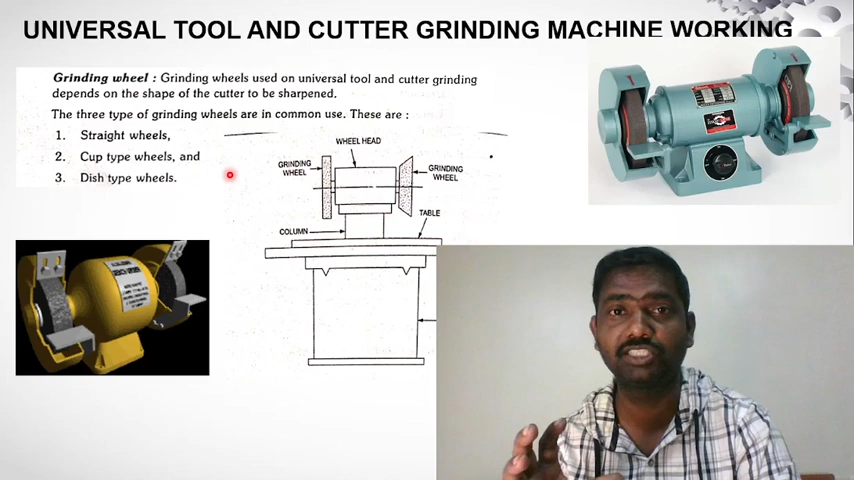 UNIVERSAL TOOL AND CUTTER GRINDING MACHINE WORKING
Grinding wheel : Grinding wheels used on universal tool and cutter grinding
depends on the shape of the cutter to be sharpened.
The three type of grinding wheels are in common use. These are :
1. Straight wheels,
2. Cup type wheels, and
3. Dish type wheels.
WHEEL HEAD
GRINDING
WHEEL
GRINDING
WHEEL
TABLE
COLUMN